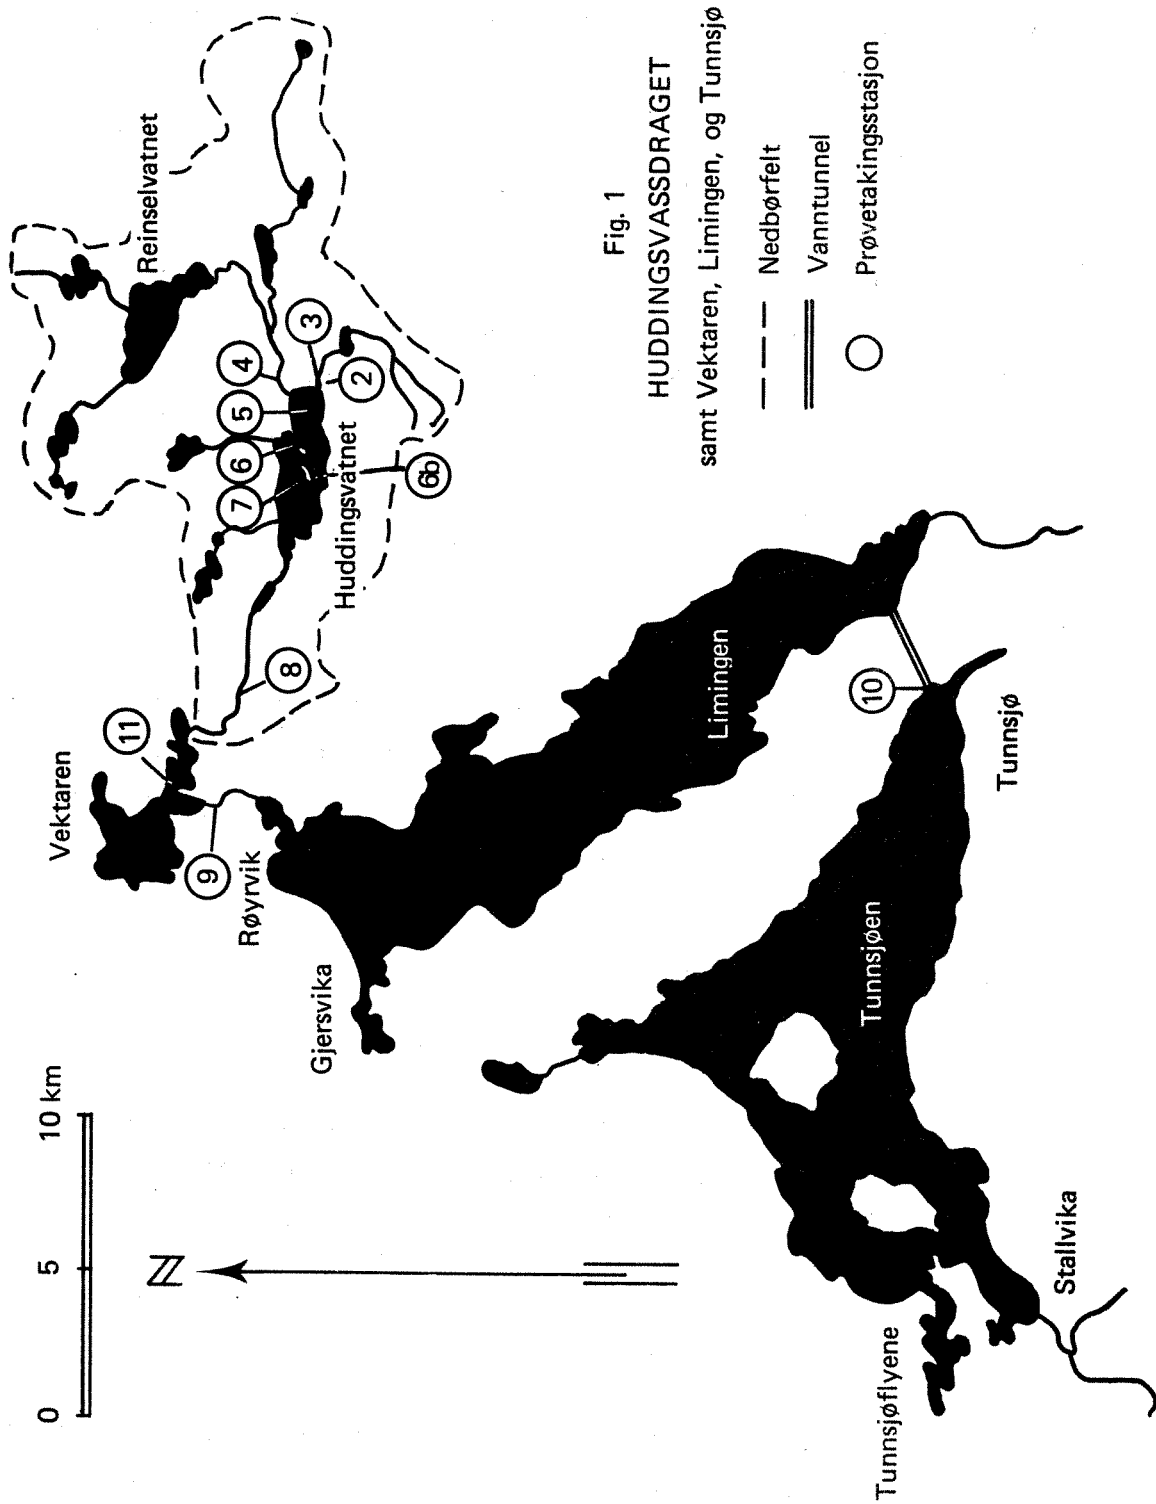 Fig. 1
HUDDINGSVASSDRAGET
samt Vektaren, Limingen, og Tunnsjø
Nedbørfelt
Vanntunnel
Prøvetakingsstasjon
0 5 10 km
N
Vektaren
Reinselvatnet
11
9
Røyrvik
Gjersvika
8
7
6
5
4
3
2
6b
Huddingsvatnet
Limingen
10
Tunnsjø
Tunnsjøen
Tunnsjøflyene
Stallvika